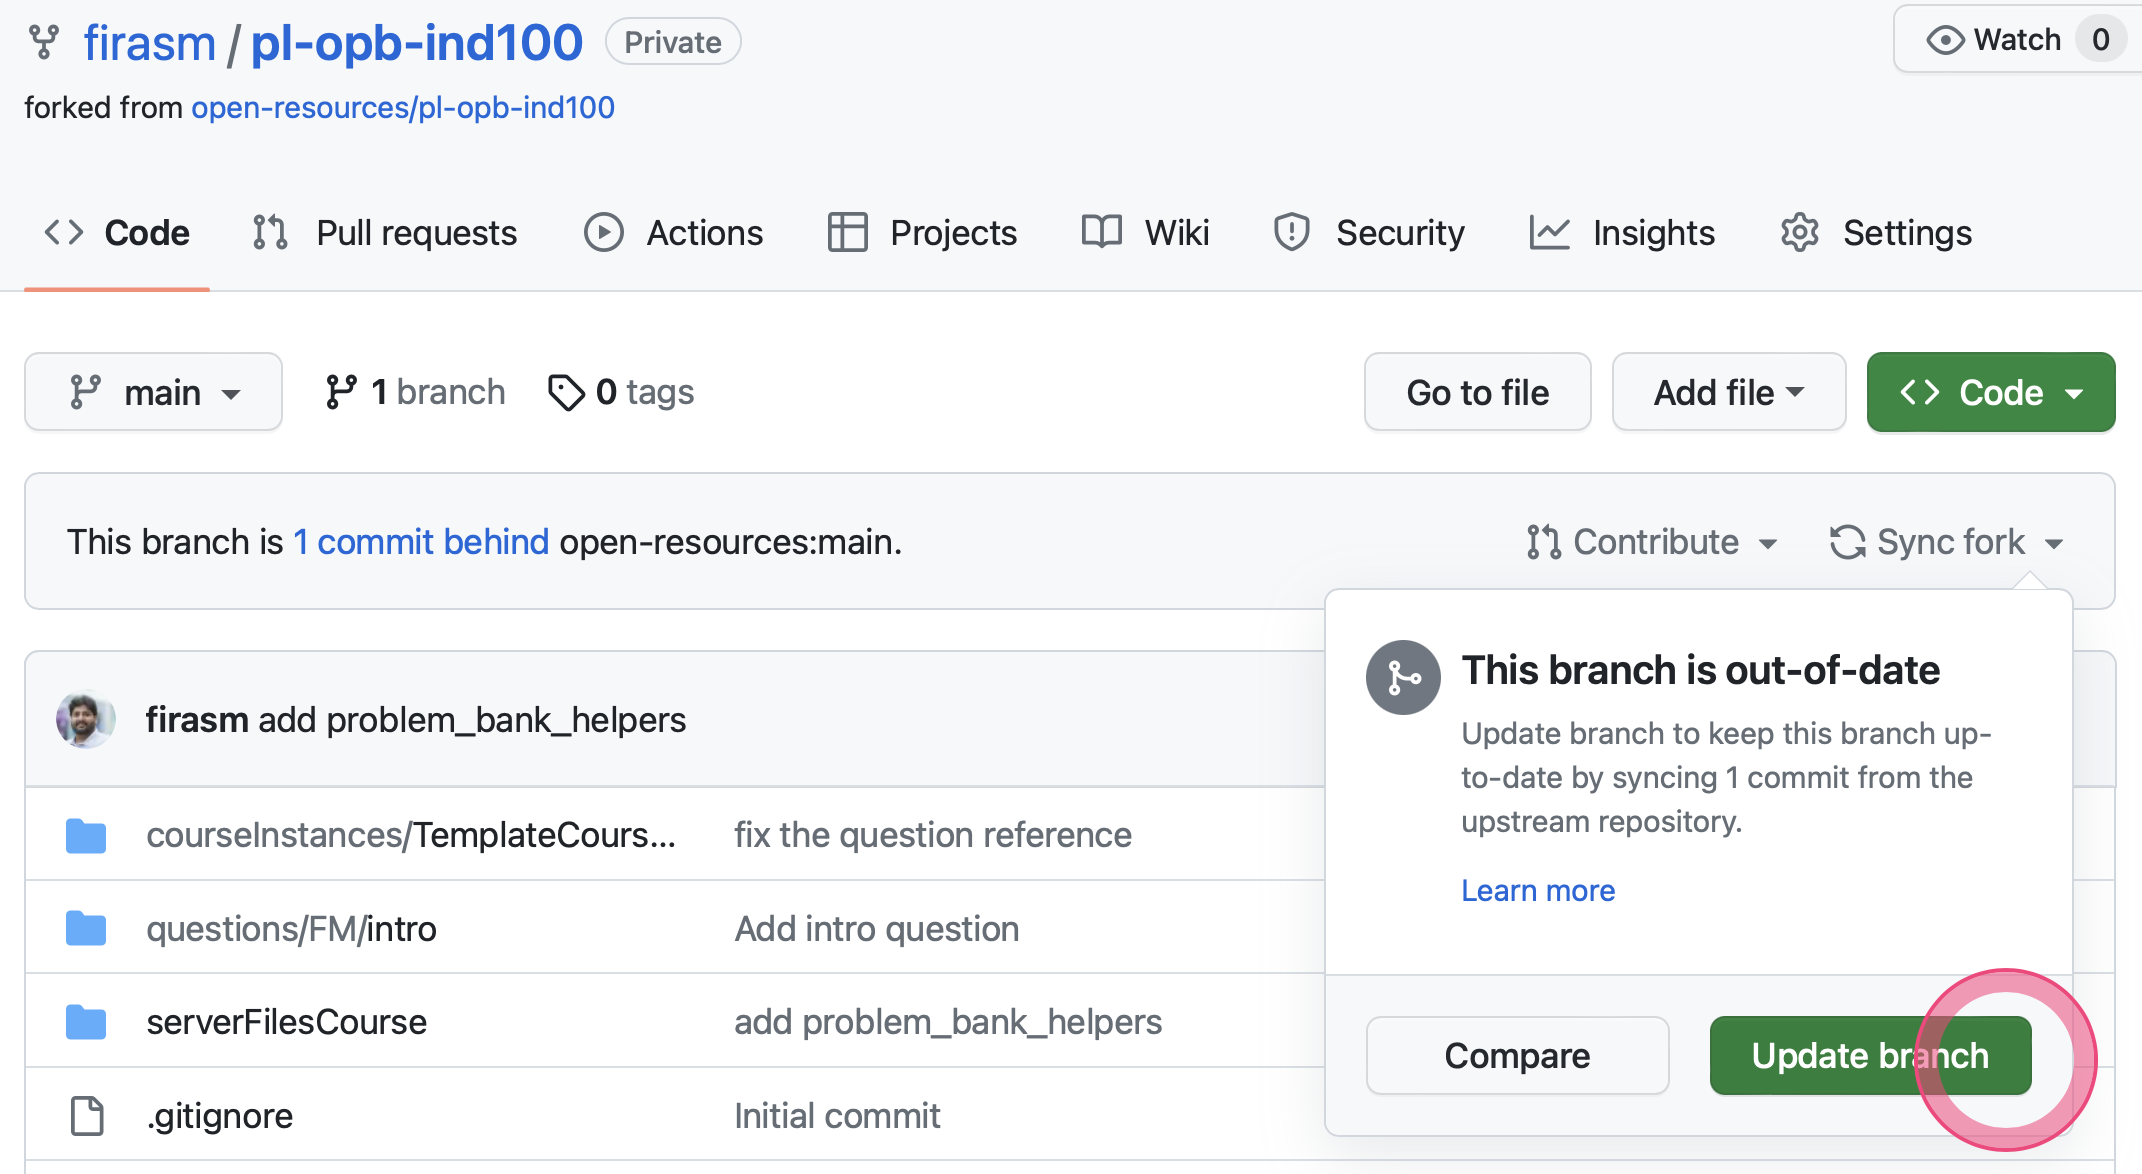 firasm / pl-opb-ind100 Private Watch 0
forked from open-resources/pl-opb-ind100
Code Pull requests Actions Projects Wiki Security Insights Settings
main 1 branch 0 tags Go to file Add file Code
This branch is 1 commit behind open-resources:main. Contribute Sync fork
firasm add problem_bank_helpers
courseInstances/TemplateCours... fix the question reference
questions/FM/intro Add intro question
serverFilesCourse add problem_bank_helpers
.gitignore Initial commit
This branch is out-of-date
Update branch to keep this branch up-
to-date by syncing 1 commit from the
upstream repository.
Learn more
Compare Update branch